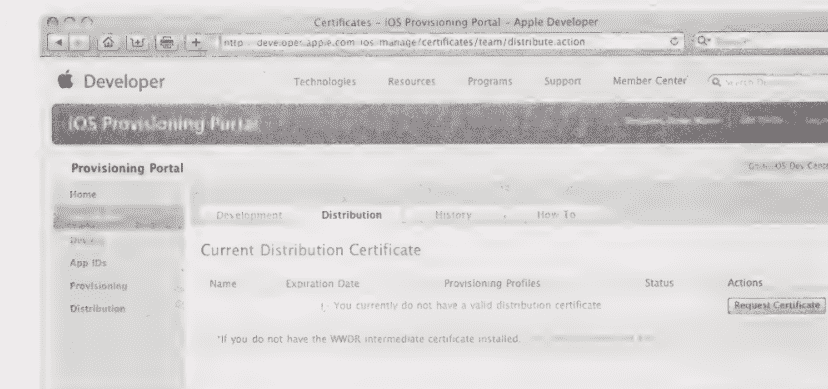 Certificates - iOS Provisioning Portal - Apple Developer
http developer.apple.com ios manage/certificates/team/distribute.action
Developer Technologies Resources Programs Support Member Center
iOS Provisioning Portal
Provisioning Portal
Home
Development Distribution History How To
Current Distribution Certificate
App IDs
Name Expiration Date Provisioning Profiles Status Actions
Provisioning
You currently do not have a valid distribution certificate Request Certificate
Distribution
*If you do not have the WWDR intermediate certificate installed,